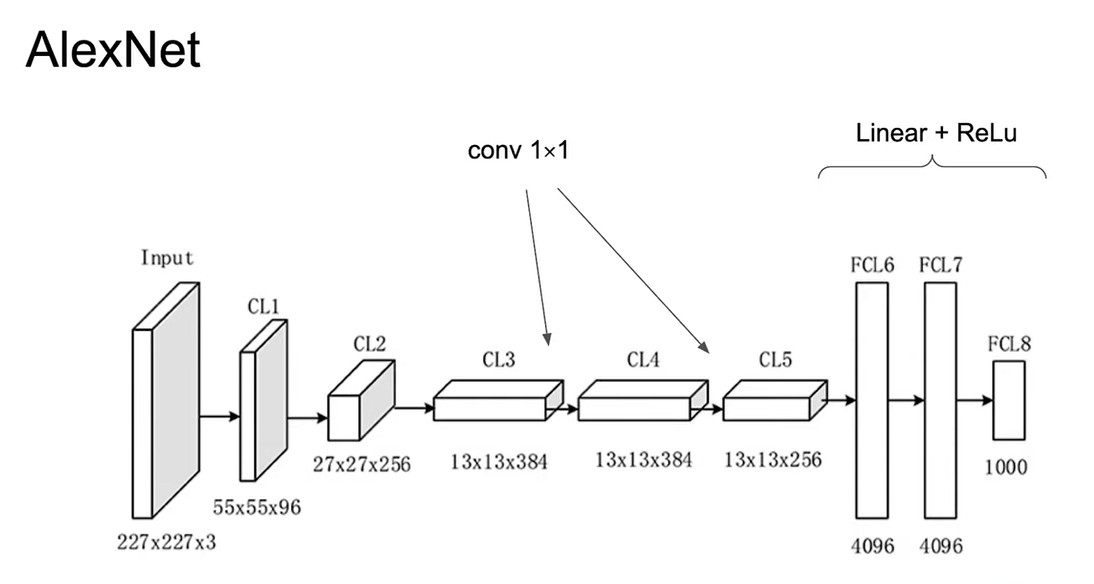 AlexNet
conv 1×1
Linear + ReLu
Input
CL1
CL2
CL3
CL4
CL5
FCL6
FCL7
FCL8
227x227x3
55x55x96
27x27x256
13x13x384
13x13x384
13x13x256
4096
4096
1000